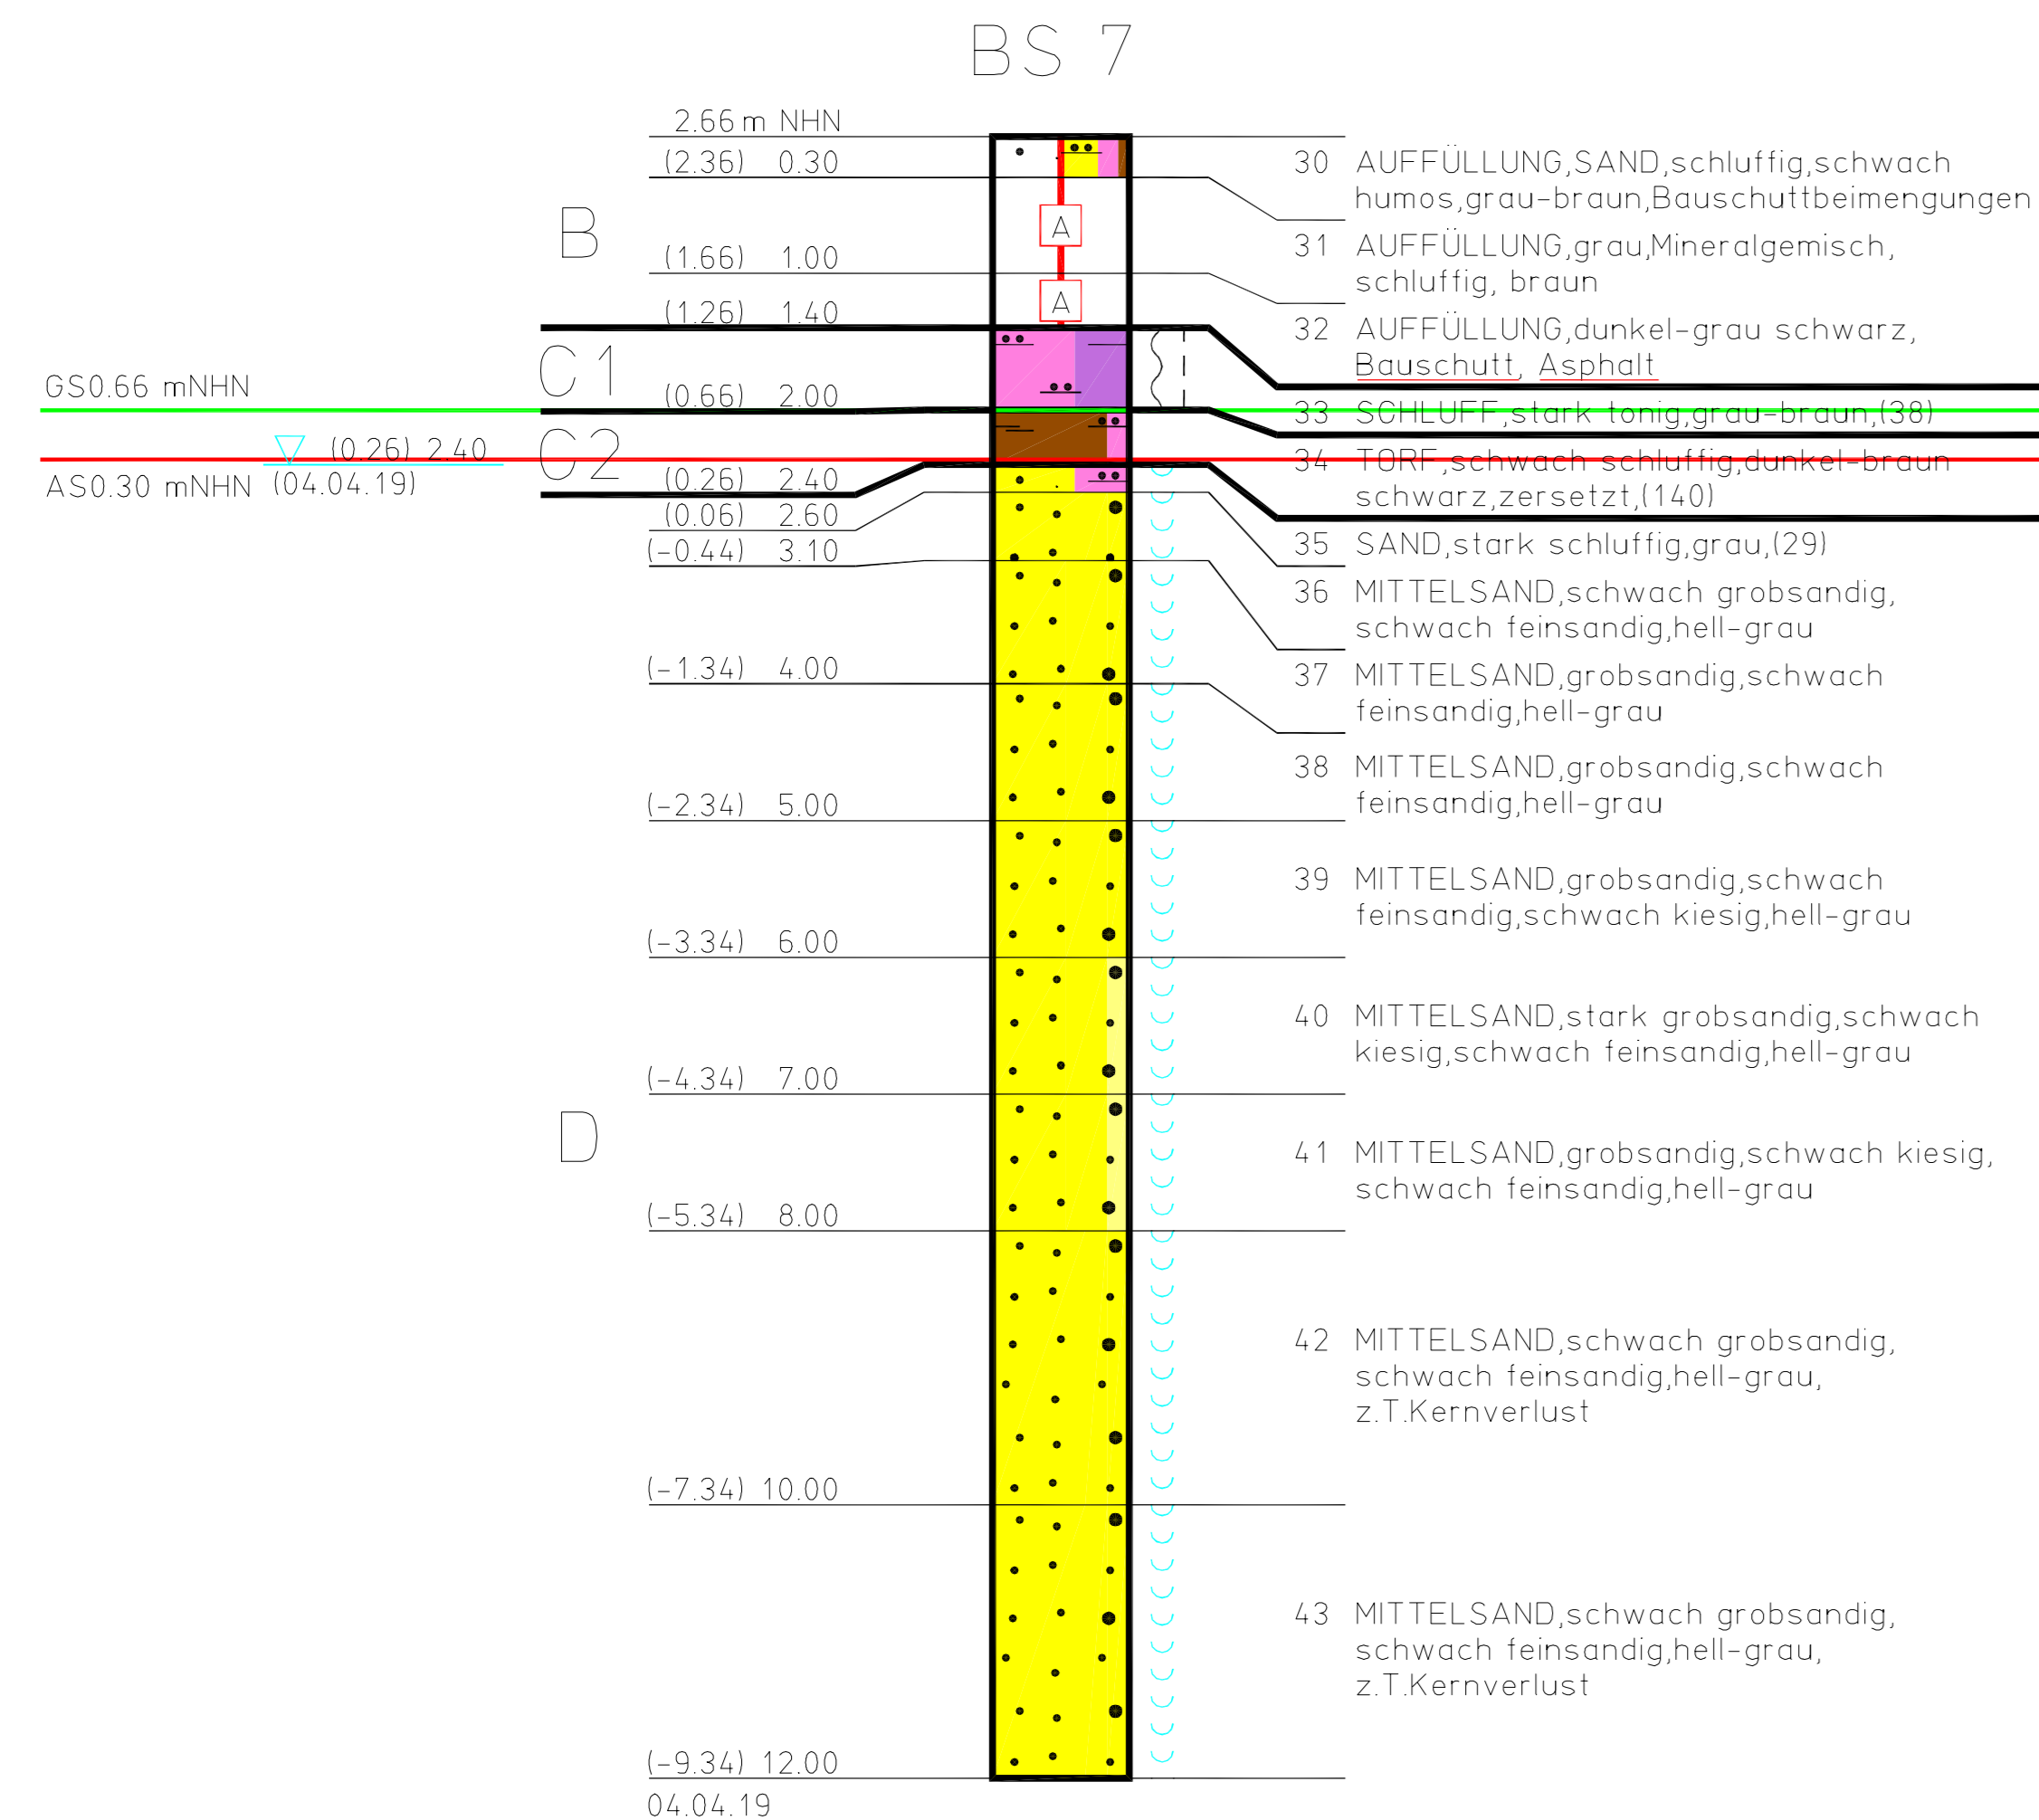 BS 7
2.66 m NHN
(2.36) 0.30
B
(1.66) 1.00
(1.26) 1.40
C1
GS0.66 mNHN
(0.66) 2.00
C2
(0.26) 2.40
AS0.30 mNHN (04.04.19)
(0.26) 2.40
(0.06) 2.60
(-0.44) 3.10
(-1.34) 4.00
(-2.34) 5.00
(-3.34) 6.00
(-4.34) 7.00
D
(-5.34) 8.00
(-7.34) 10.00
(-9.34) 12.00
04.04.19
A
A
30 AUFFÜLLUNG,SAND,schluffig,schwach
humos,grau-braun,Bauschuttbeimengungen
31 AUFFÜLLUNG,grau,Mineralgemisch,
schluffig, braun
32 AUFFÜLLUNG,dunkel-grau schwarz,
Bauschutt, Asphalt
33 SCHLUFF,stark tonig,grau-braun,(38)
34 TORF,schwach schluffig,dunkel-braun
schwarz,zersetzt,(140)
35 SAND,stark schluffig,grau,(29)
36 MITTELSAND,schwach grobsandig,
schwach feinsandig,hell-grau
37 MITTELSAND,grobsandig,schwach
feinsandig,hell-grau
38 MITTELSAND,grobsandig,schwach
feinsandig,hell-grau
39 MITTELSAND,grobsandig,schwach
feinsandig,schwach kiesig,hell-grau
40 MITTELSAND,stark grobsandig,schwach
kiesig,schwach feinsandig,hell-grau
41 MITTELSAND,grobsandig,schwach kiesig,
schwach feinsandig,hell-grau
42 MITTELSAND,schwach grobsandig,
schwach feinsandig,hell-grau,
z.T.Kernverlust
43 MITTELSAND,schwach grobsandig,
schwach feinsandig,hell-grau,
z.T.Kernverlust